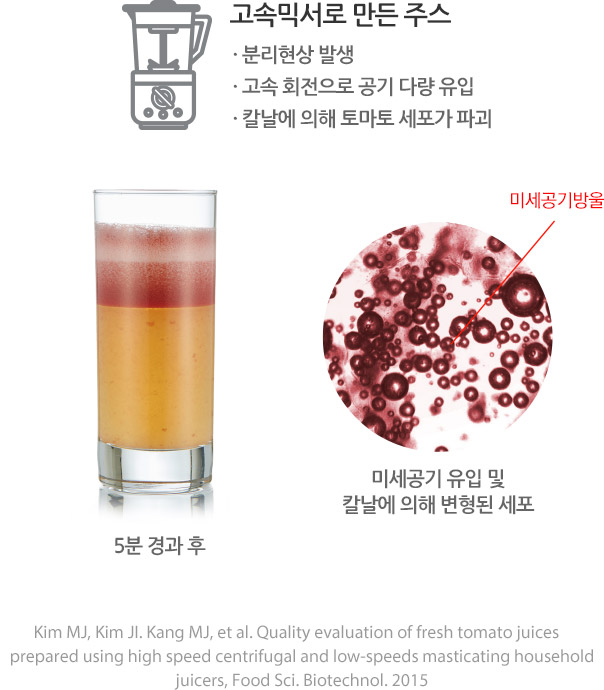 고속믹서로 만든 주스
· 분리현상 발생
· 고속 회전으로 공기 다량 유입
· 칼날에 의해 토마토 세포가 파괴
미세공기방울
미세공기 유입 및
칼날에 의해 변형된 세포
5분 경과 후
Kim MJ, Kim JI. Kang MJ, et al. Quality evaluation of fresh tomato juices
prepared using high speed centrifugal and low-speeds masticating household
juicers, Food Sci. Biotechnol. 2015